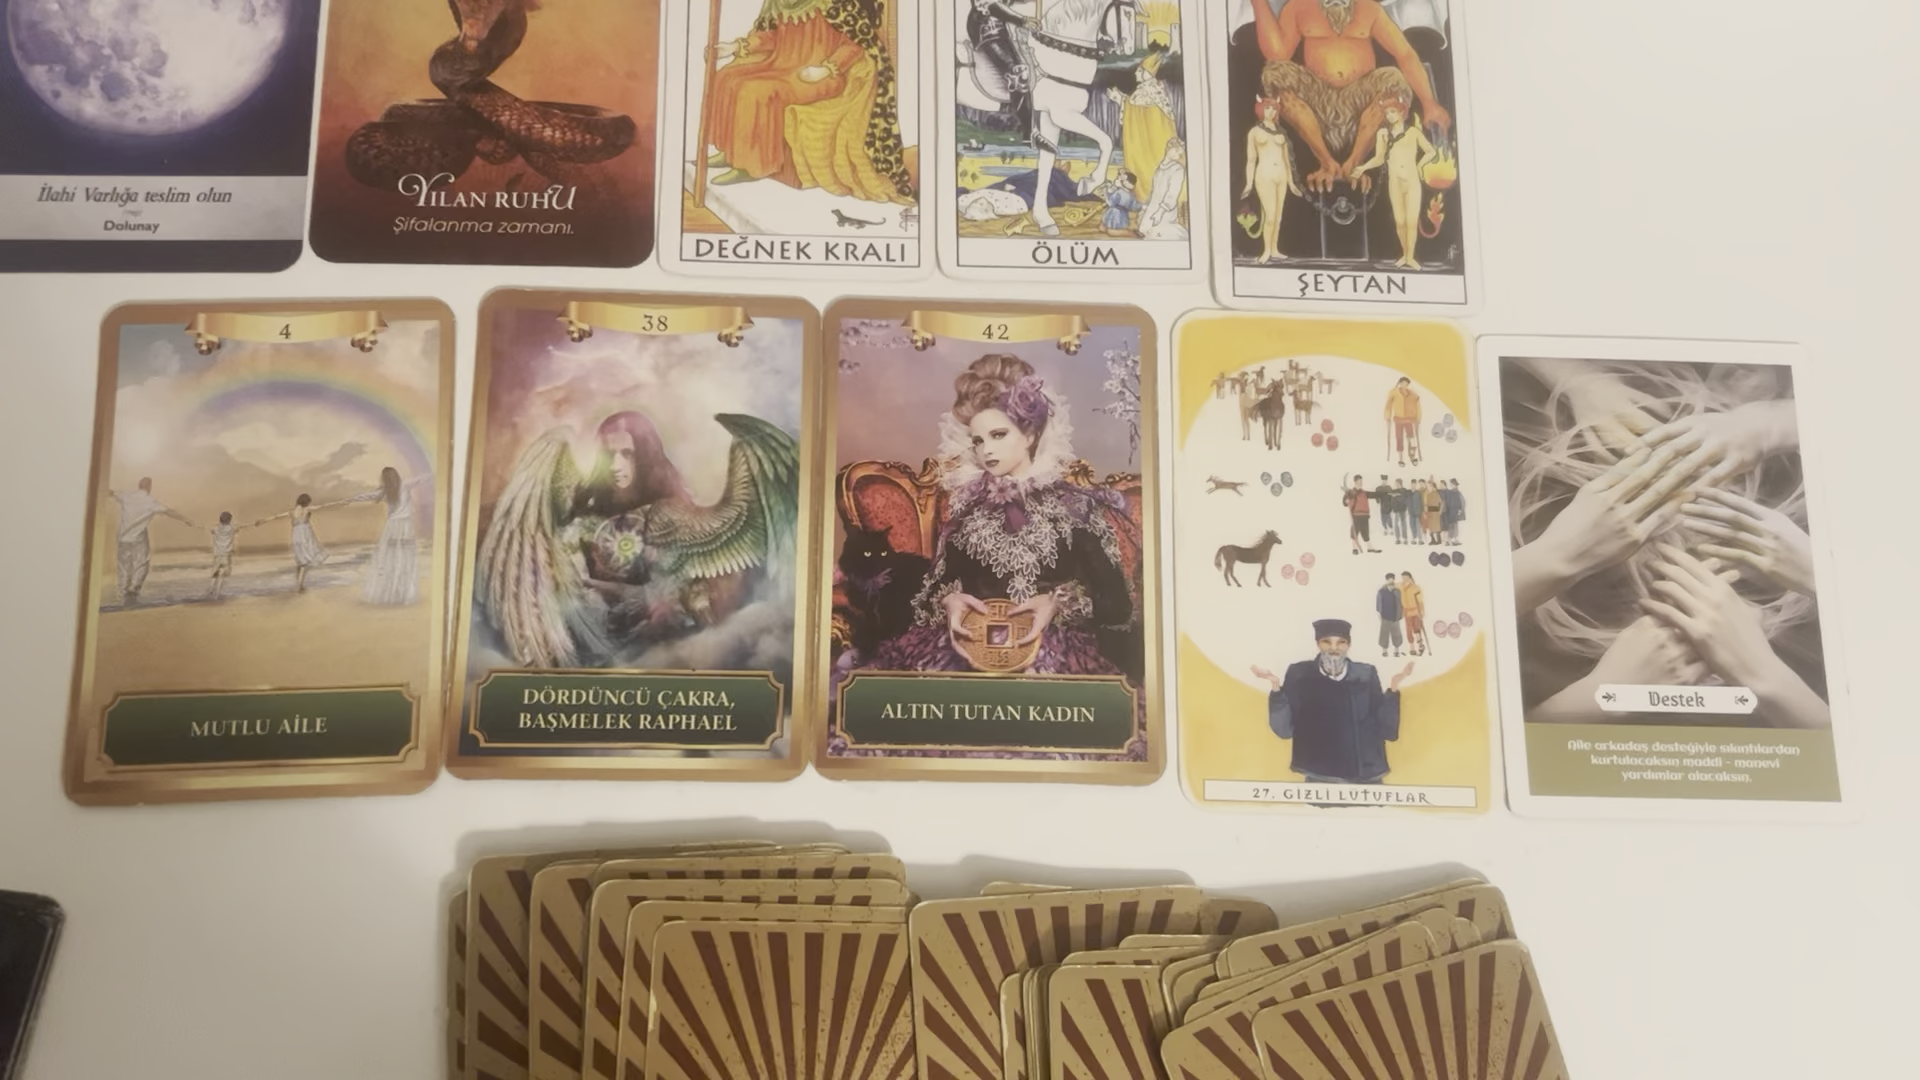 İlahi Varlığa teslim olun
Dolunay
YILAN RUHU
Şifalanma zamanı.
DEĞNEK KRALI
ÖLÜM
ŞEYTAN
4
MUTLU AİLE
38
DÖRDÜNCÜ ÇAKRA,
BAŞMELEK RAPHAEL
42
ALTIN TUTAN KADIN
27. GİZLİ LÜTUFLAR
Destek
Aile arkadaş desteğiyle sıkıntılardan
kurtulacaksın maddi - manevi
yardımlar alacaksın.